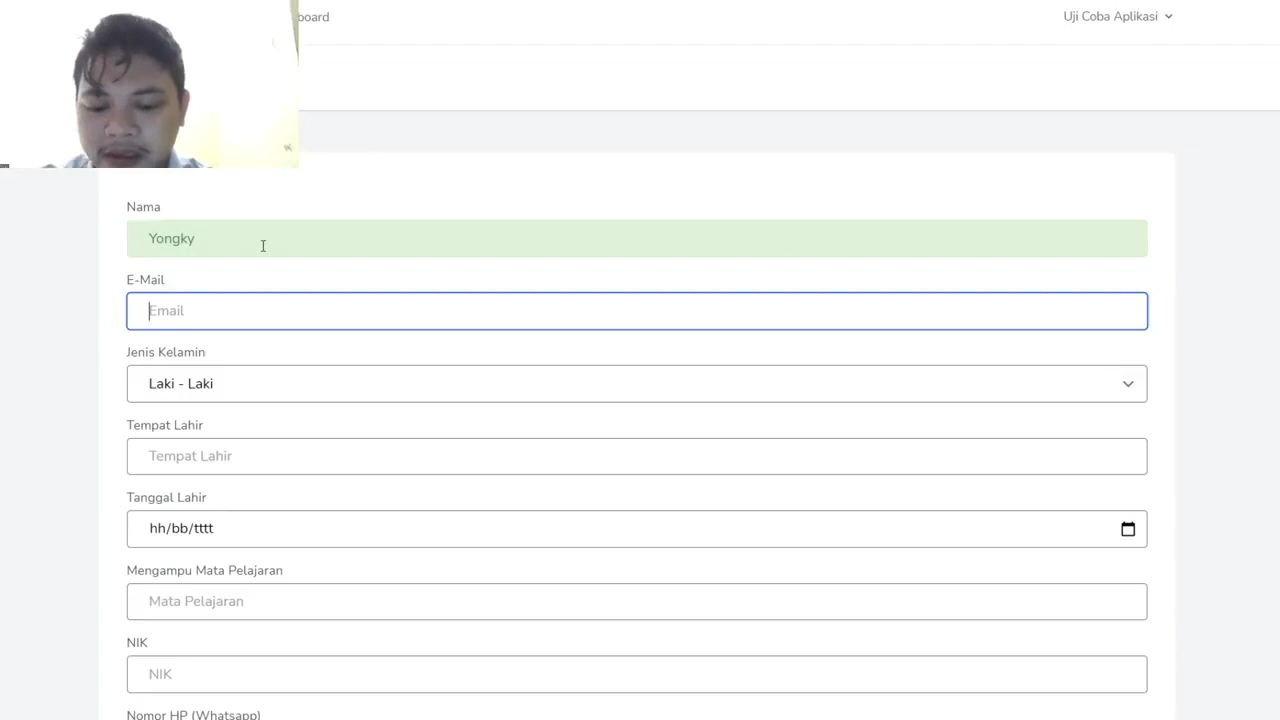 board
Uji Coba Aplikasi
Nama
Yongky
E-Mail
Email
Jenis Kelamin
Laki - Laki
Tempat Lahir
Tempat Lahir
Tanggal Lahir
hh/bb/tttt
Mengampu Mata Pelajaran
Mata Pelajaran
NIK
NIK
Nomor HP (Whatsapp)